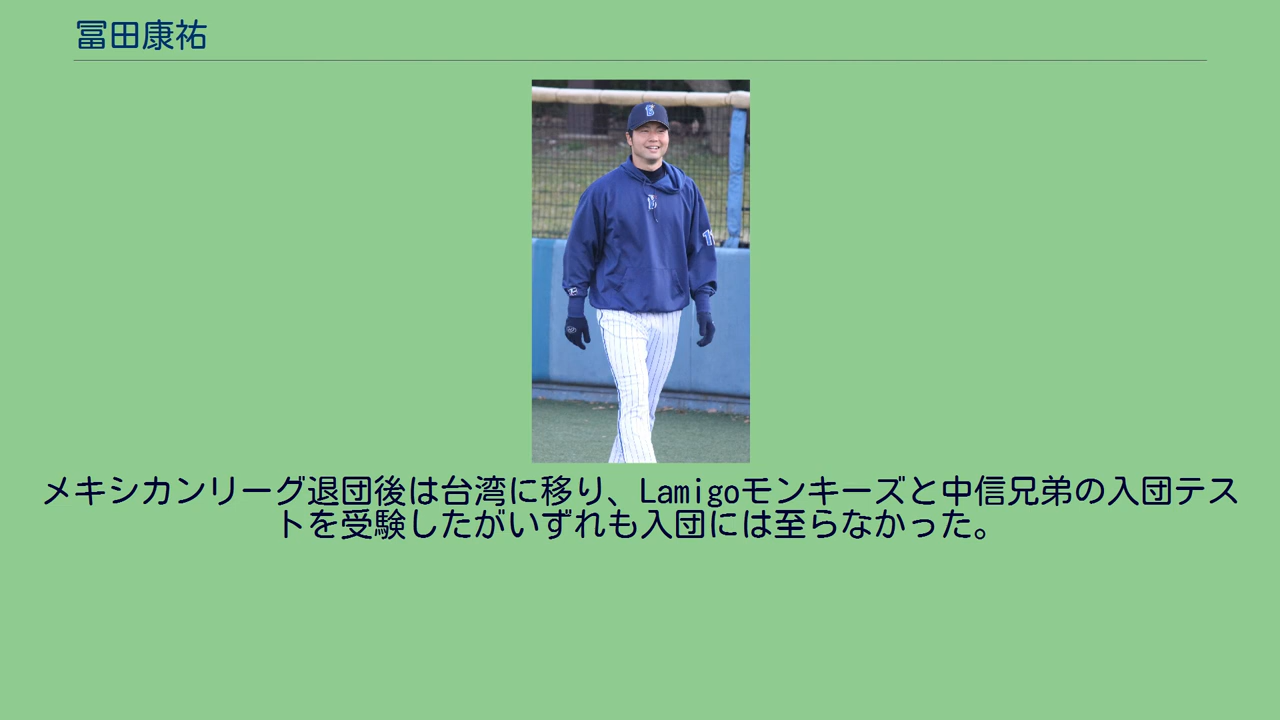 冨田康祐
メキシカンリーグ退団後は台湾に移り、Lamigoモンキーズと中信兄弟の入団テス
トを受験したがいずれも入団には至らなかった。